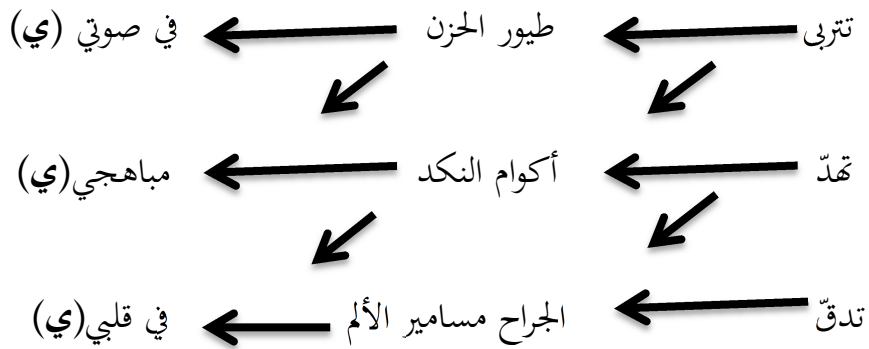 تتربى طيور الحزن في صوتي (ي)
تهدّ أكوام النكد مباهجي(ي)
تدقّ الجراح مسامير الألم في قلبي(ي)